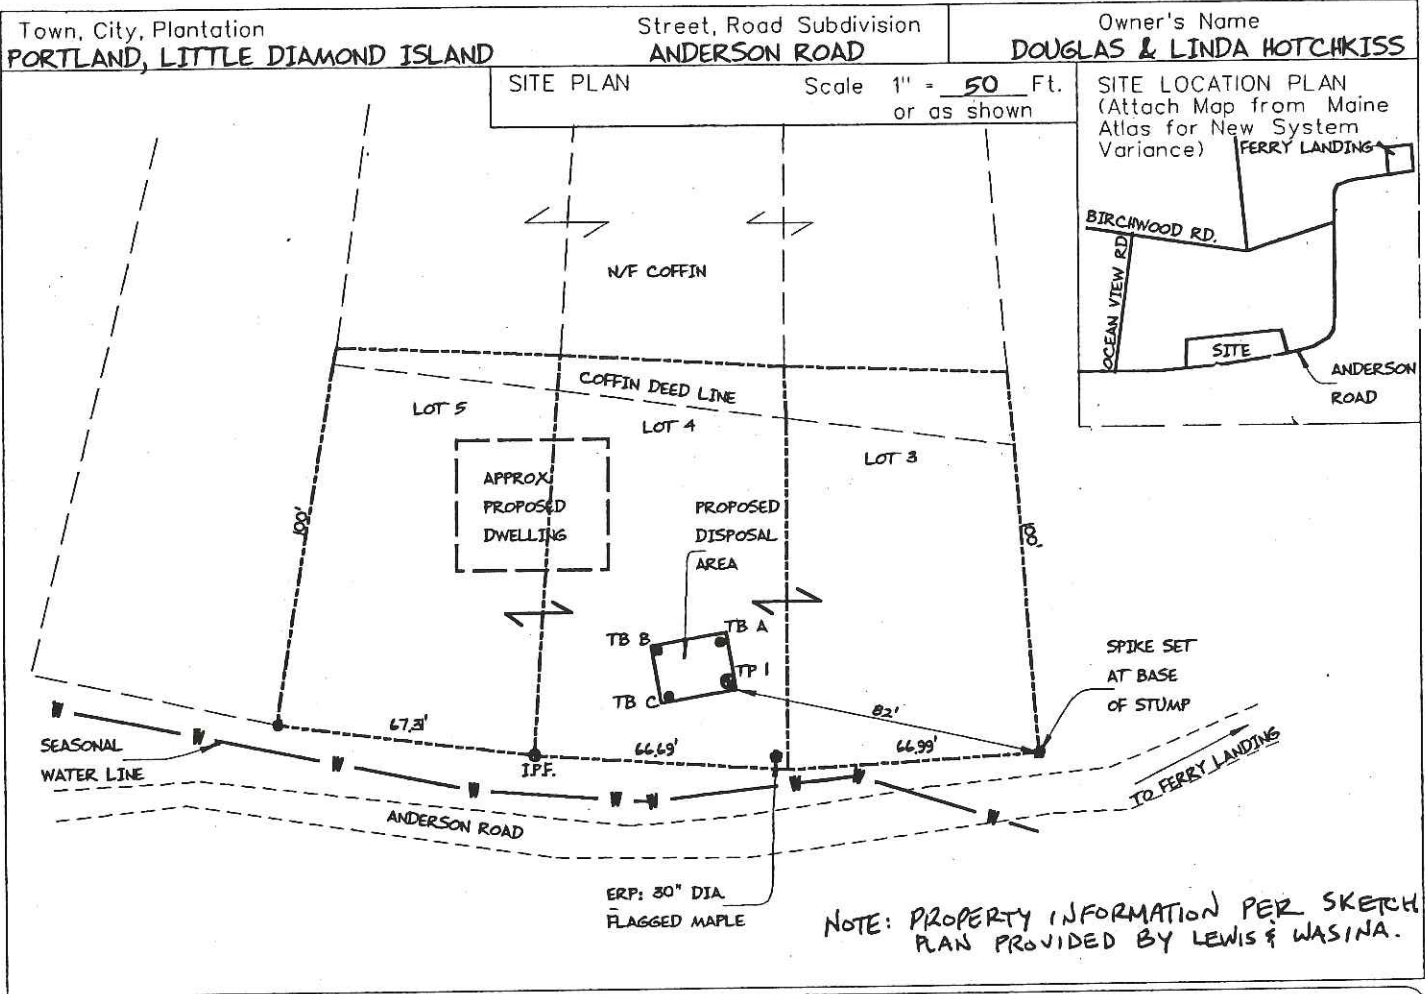 Town, City, Plantation
PORTLAND, LITTLE DIAMOND ISLAND
Street, Road Subdivision
ANDERSON ROAD
Owner's Name
DOUGLAS & LINDA HOTCHKISS
SITE PLAN
Scale 1" = 50 Ft.
or as shown
SITE LOCATION PLAN
(Attach Map from Maine
Atlas for New System
Variance)
FERRY LANDING
BIRCHWOOD RD.
OCEAN VIEW RD
SITE
ANDERSON
ROAD
N/F COFFIN
COFFIN DEED LINE
LOT 5
LOT 4
LOT 3
APPROX
PROPOSED
DWELLING
PROPOSED
DISPOSAL
AREA
100'
100'
TB B
TB A
TP 1
TB C
SPIKE SET
AT BASE
OF STUMP
82'
67.31'
66.69'
66.99'
I.P.F.
W
W
W
W
W
W
W
W
W
SEASONAL
WATER LINE
ANDERSON ROAD
TO FERRY LANDING
ERP: 30" DIA.
FLAGGED MAPLE
NOTE: PROPERTY INFORMATION PER SKETCH
PLAN PROVIDED BY LEWIS & WASINA.